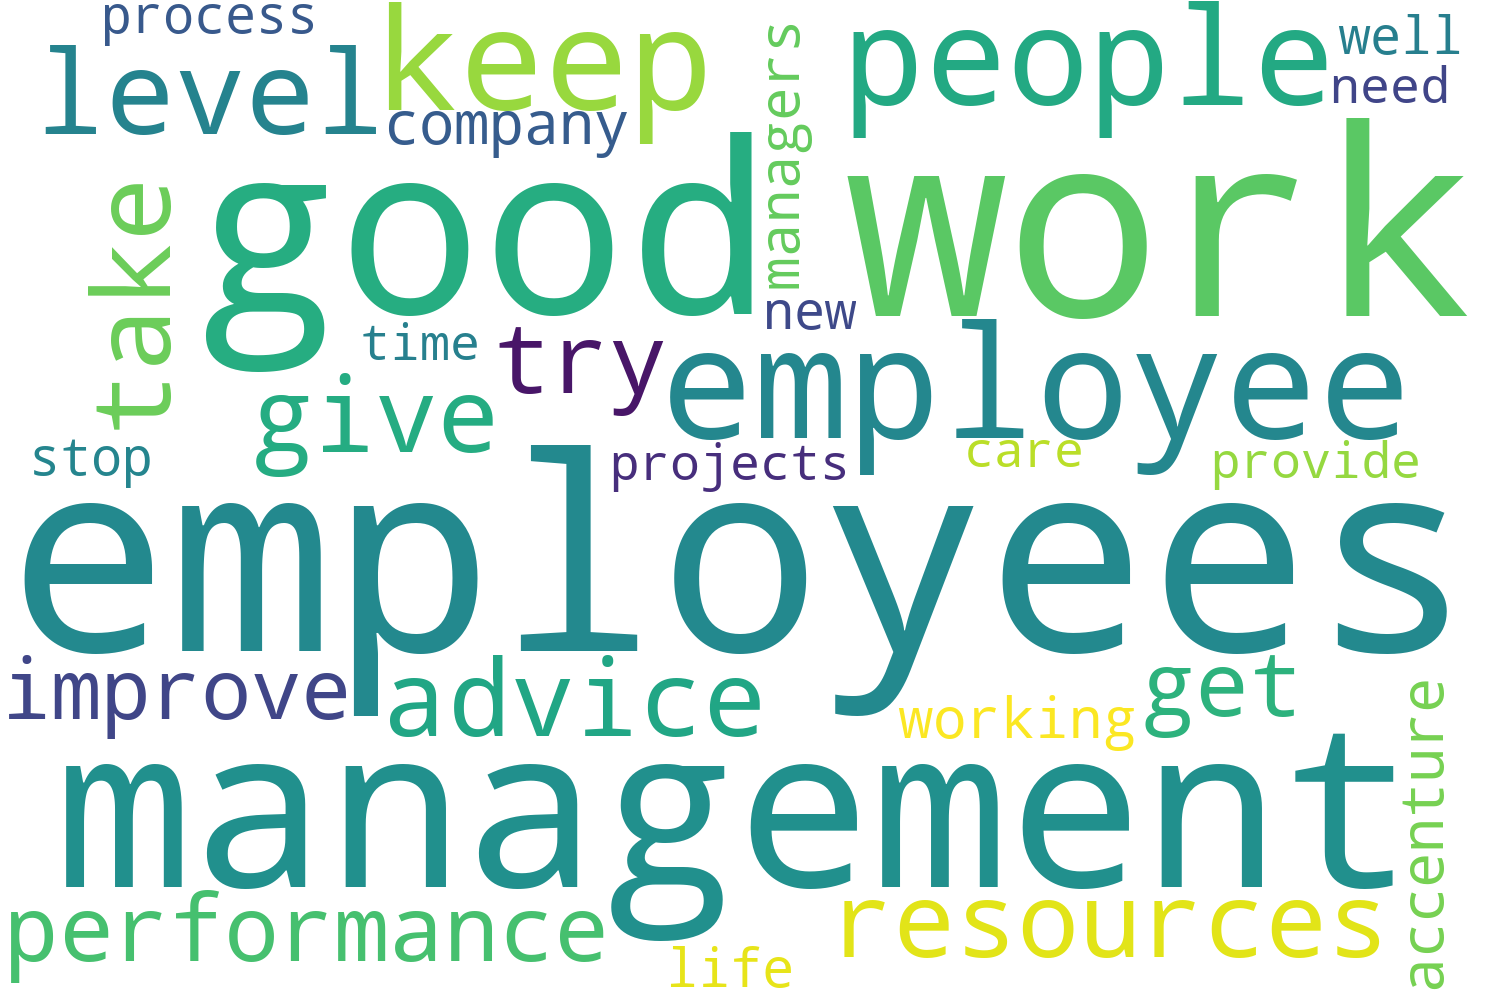 process
keep
people
well
level
managers
need
company
good
work
take
new
time
try
employee
give
stop
projects
care
provide
employees
improve
advice
get
working
accenture
management
performance
resources
life